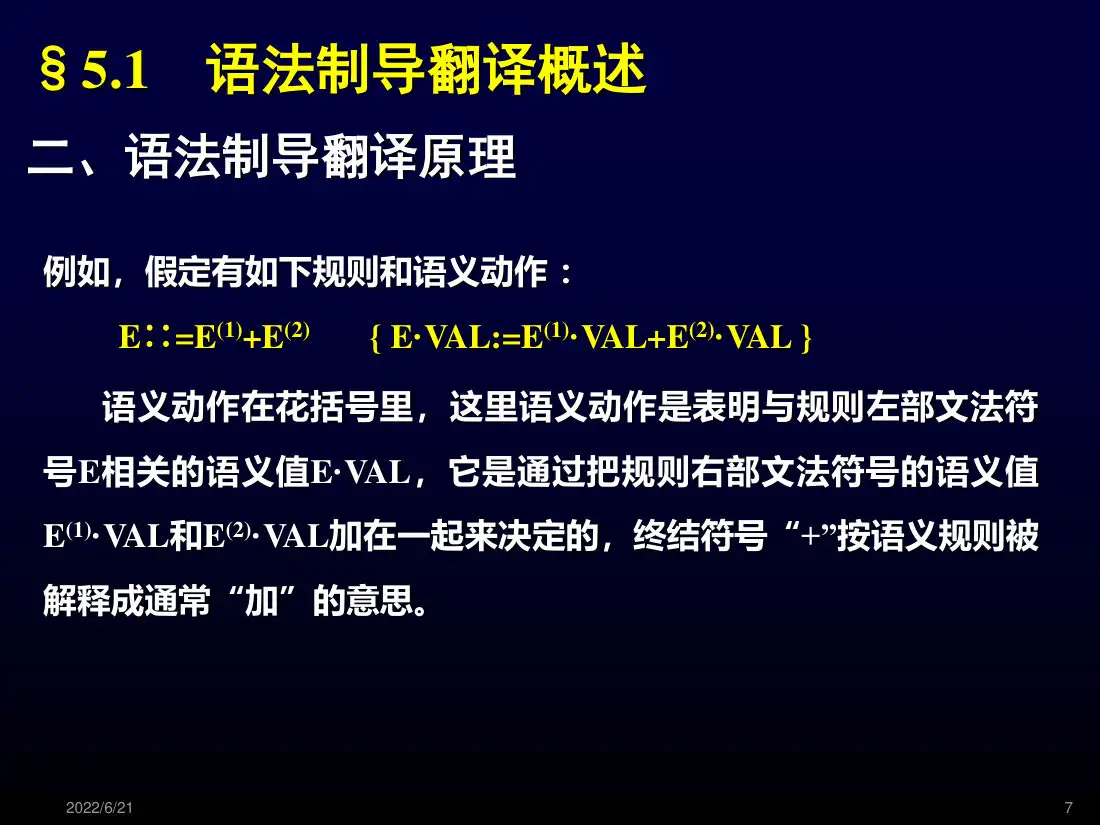 §5.1 语法制导翻译概述
二、语法制导翻译原理
例如，假定有如下规则和语义动作：
E∷=E⁽¹⁾+E⁽²⁾ { E·VAL:=E⁽¹⁾·VAL+E⁽²⁾·VAL }
语义动作在花括号里，这里语义动作是表明与规则左部文法符
号E相关的语义值E·VAL，它是通过把规则右部文法符号的语义值
E⁽¹⁾·VAL和E⁽²⁾·VAL加在一起来决定的，终结符号“+”按语义规则被
解释成通常“加”的意思。
2022/6/21
7